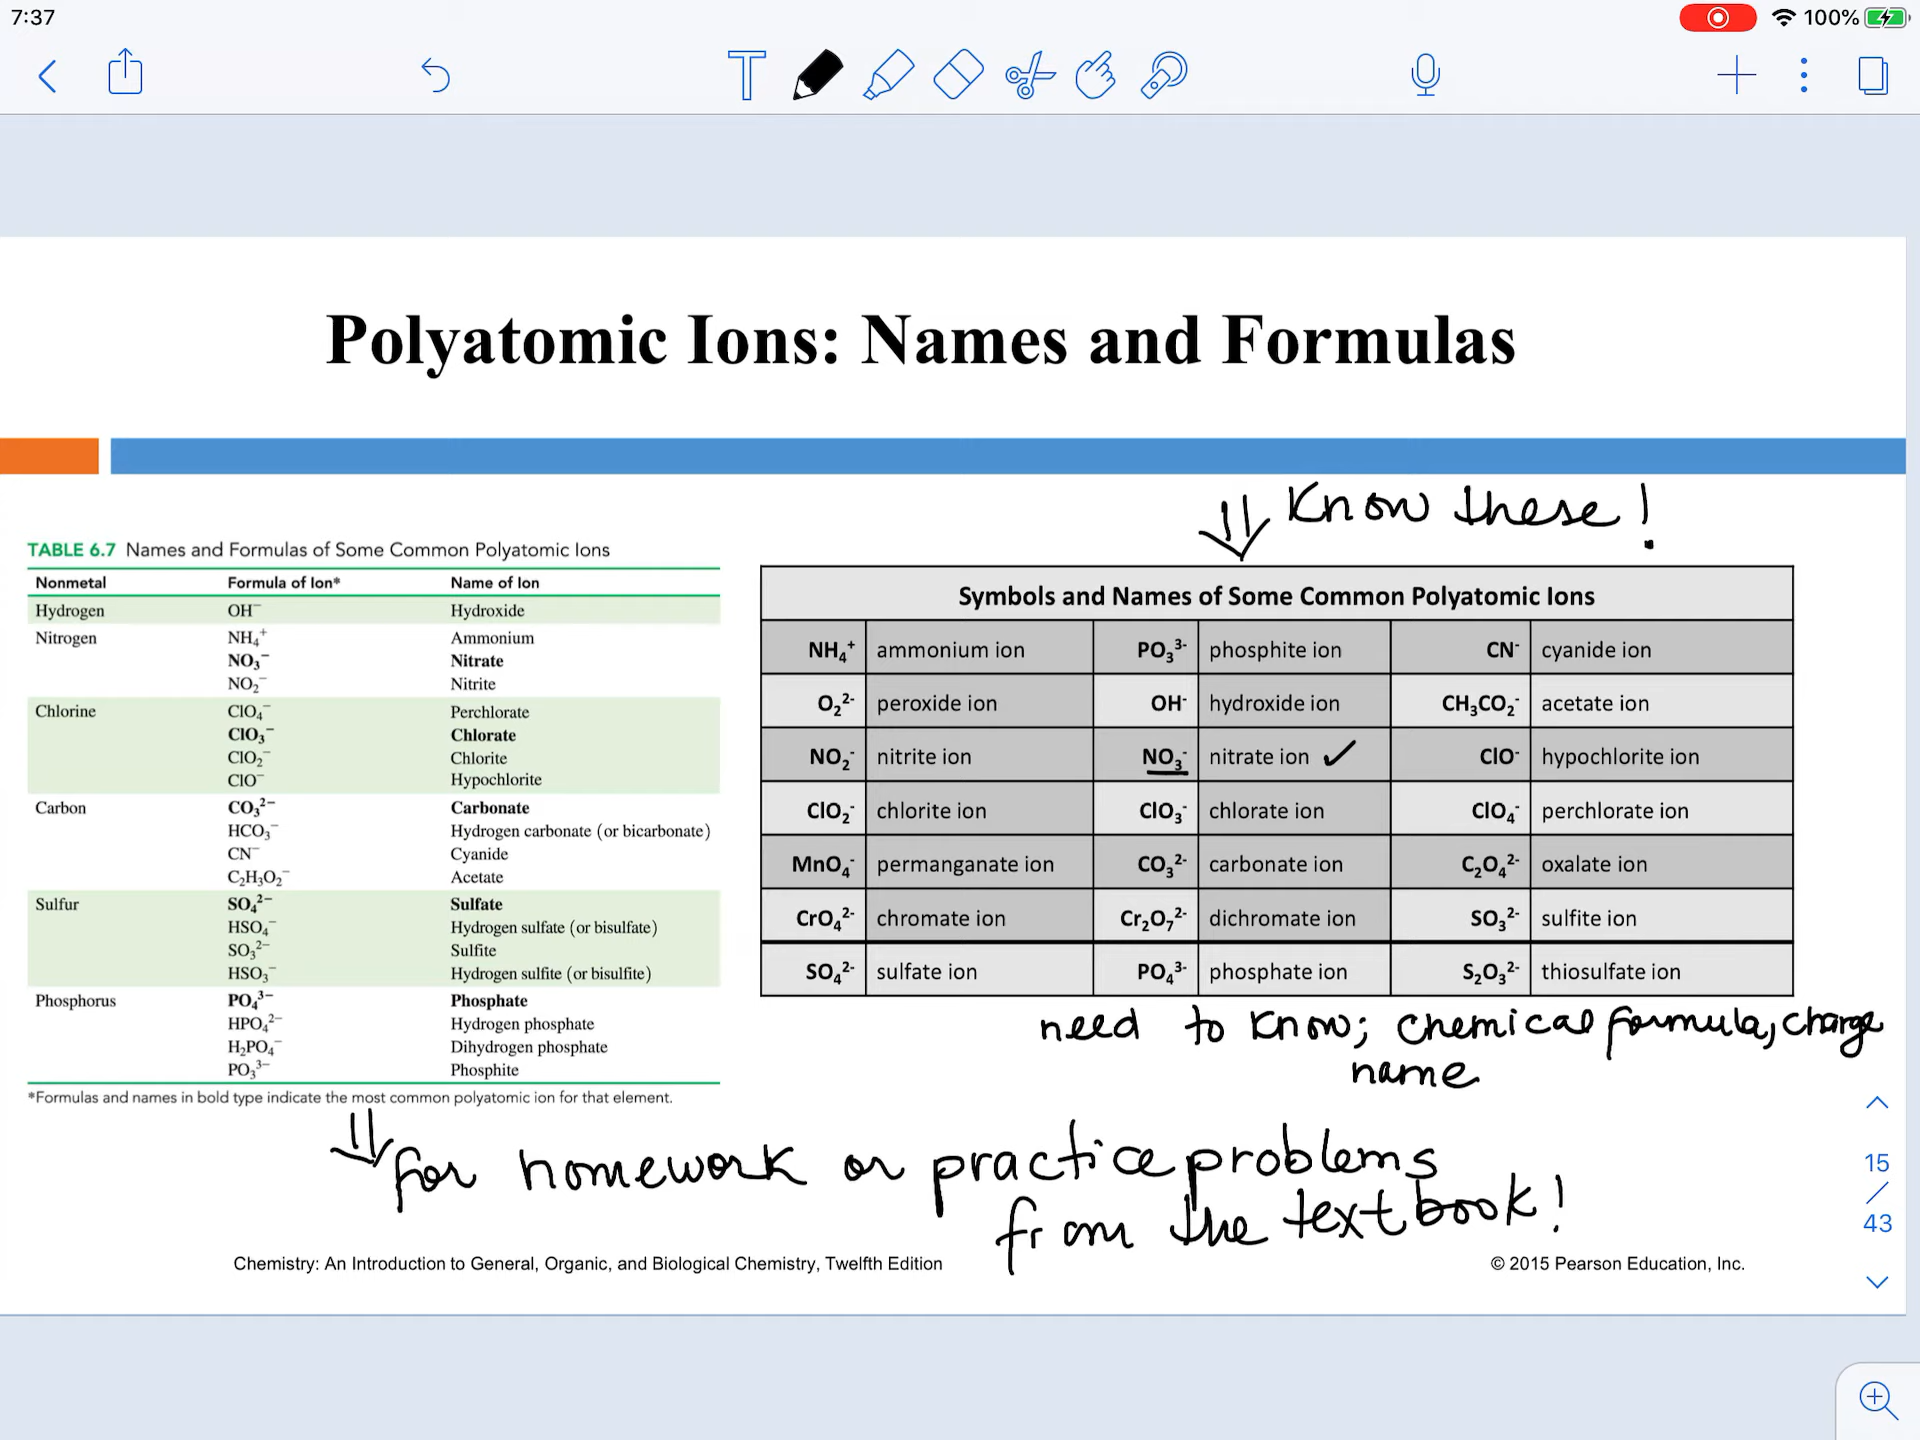 7:37
100%
T
Polyatomic Ions: Names and Formulas
Know these!
TABLE 6.7 Names and Formulas of Some Common Polyatomic Ions
Nonmetal Formula of Ion* Name of Ion
Hydrogen OH⁻ Hydroxide
Nitrogen NH₄⁺ Ammonium
NO₃⁻ Nitrate
NO₂⁻ Nitrite
Chlorine ClO₄⁻ Perchlorate
ClO₃⁻ Chlorate
ClO₂⁻ Chlorite
ClO⁻ Hypochlorite
Carbon CO₃²⁻ Carbonate
HCO₃⁻ Hydrogen carbonate (or bicarbonate)
CN⁻ Cyanide
C₂H₃O₂⁻ Acetate
Sulfur SO₄²⁻ Sulfate
HSO₄⁻ Hydrogen sulfate (or bisulfate)
SO₃²⁻ Sulfite
HSO₃⁻ Hydrogen sulfite (or bisulfite)
Phosphorus PO₄³⁻ Phosphate
HPO₄²⁻ Hydrogen phosphate
H₂PO₄⁻ Dihydrogen phosphate
PO₃³⁻ Phosphite
*Formulas and names in bold type indicate the most common polyatomic ion for that element.
Symbols and Names of Some Common Polyatomic Ions
NH₄⁺ ammonium ion PO₃³⁻ phosphite ion CN⁻ cyanide ion
O₂²⁻ peroxide ion OH⁻ hydroxide ion CH₃CO₂⁻ acetate ion
NO₂⁻ nitrite ion NO₃⁻ nitrate ion ✓ ClO⁻ hypochlorite ion
ClO₂⁻ chlorite ion ClO₃⁻ chlorate ion ClO₄⁻ perchlorate ion
MnO₄⁻ permanganate ion CO₃²⁻ carbonate ion C₂O₄²⁻ oxalate ion
CrO₄²⁻ chromate ion Cr₂O₇²⁻ dichromate ion SO₃²⁻ sulfite ion
SO₄²⁻ sulfate ion PO₄³⁻ phosphate ion S₂O₃²⁻ thiosulfate ion
need to know; chemical formula, charge
name
for homework or practice problems
from the textbook!
Chemistry: An Introduction to General, Organic, and Biological Chemistry, Twelfth Edition
© 2015 Pearson Education, Inc.
15
/
43